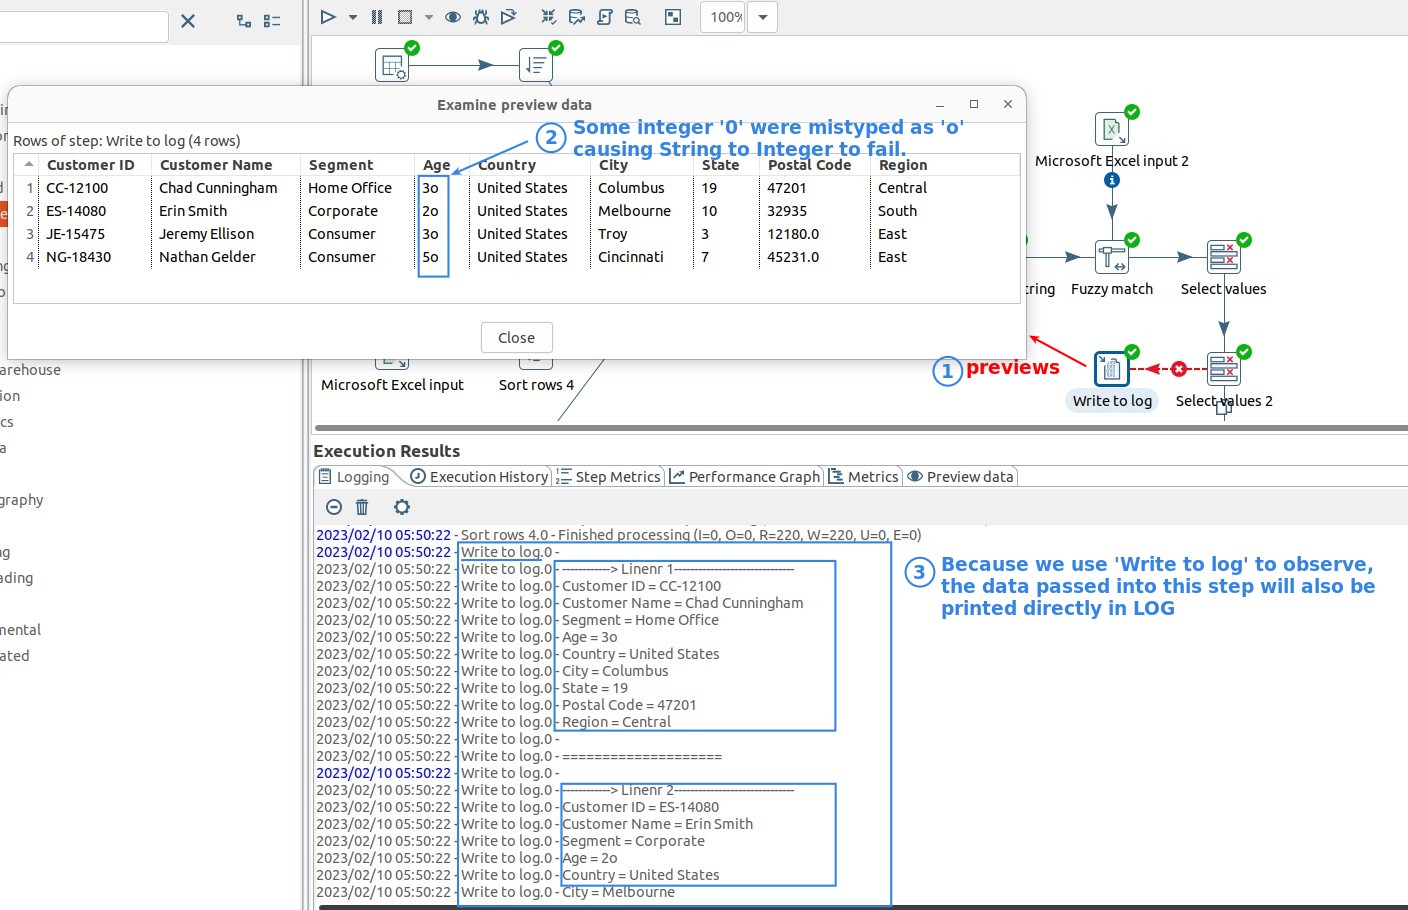 100%
Examine preview data
Rows of step: Write to log (4 rows)
2 Some integer '0' were mistyped as 'o'
causing String to Integer to fail.
Customer ID Customer Name Segment Age Country City State Postal Code Region
1 CC-12100 Chad Cunningham Home Office 3o United States Columbus 19 47201 Central
2 ES-14080 Erin Smith Corporate 2o United States Melbourne 10 32935 South
3 JE-15475 Jeremy Ellison Consumer 3o United States Troy 3 12180.0 East
4 NG-18430 Nathan Gelder Consumer 5o United States Cincinnati 7 45231.0 East
Close
Microsoft Excel input 2
tring Fuzzy match Select values
1 previews
Write to log Select values 2
Microsoft Excel input Sort rows 4
arehouse
ion
cs
a
graphy
ng
ading
mental
ated
Execution Results
Logging Execution History Step Metrics Performance Graph Metrics Preview data
2023/02/10 05:50:22 - Sort rows 4.0 - Finished processing (I=0, O=0, R=220, W=220, U=0, E=0)
2023/02/10 05:50:22 - Write to log.0 -
2023/02/10 05:50:22 - Write to log.0 - ------------> Linenr 1------------------------------
2023/02/10 05:50:22 - Write to log.0 - Customer ID = CC-12100
2023/02/10 05:50:22 - Write to log.0 - Customer Name = Chad Cunningham
2023/02/10 05:50:22 - Write to log.0 - Segment = Home Office
2023/02/10 05:50:22 - Write to log.0 - Age = 3o
2023/02/10 05:50:22 - Write to log.0 - Country = United States
2023/02/10 05:50:22 - Write to log.0 - City = Columbus
2023/02/10 05:50:22 - Write to log.0 - State = 19
2023/02/10 05:50:22 - Write to log.0 - Postal Code = 47201
2023/02/10 05:50:22 - Write to log.0 - Region = Central
2023/02/10 05:50:22 - Write to log.0 -
2023/02/10 05:50:22 - Write to log.0 - ====================
2023/02/10 05:50:22 - Write to log.0 -
2023/02/10 05:50:22 - Write to log.0 - ------------> Linenr 2------------------------------
2023/02/10 05:50:22 - Write to log.0 - Customer ID = ES-14080
2023/02/10 05:50:22 - Write to log.0 - Customer Name = Erin Smith
2023/02/10 05:50:22 - Write to log.0 - Segment = Corporate
2023/02/10 05:50:22 - Write to log.0 - Age = 2o
2023/02/10 05:50:22 - Write to log.0 - Country = United States
2023/02/10 05:50:22 - Write to log.0 - City = Melbourne
3 Because we use 'Write to log' to observe,
the data passed into this step will also be
printed directly in LOG